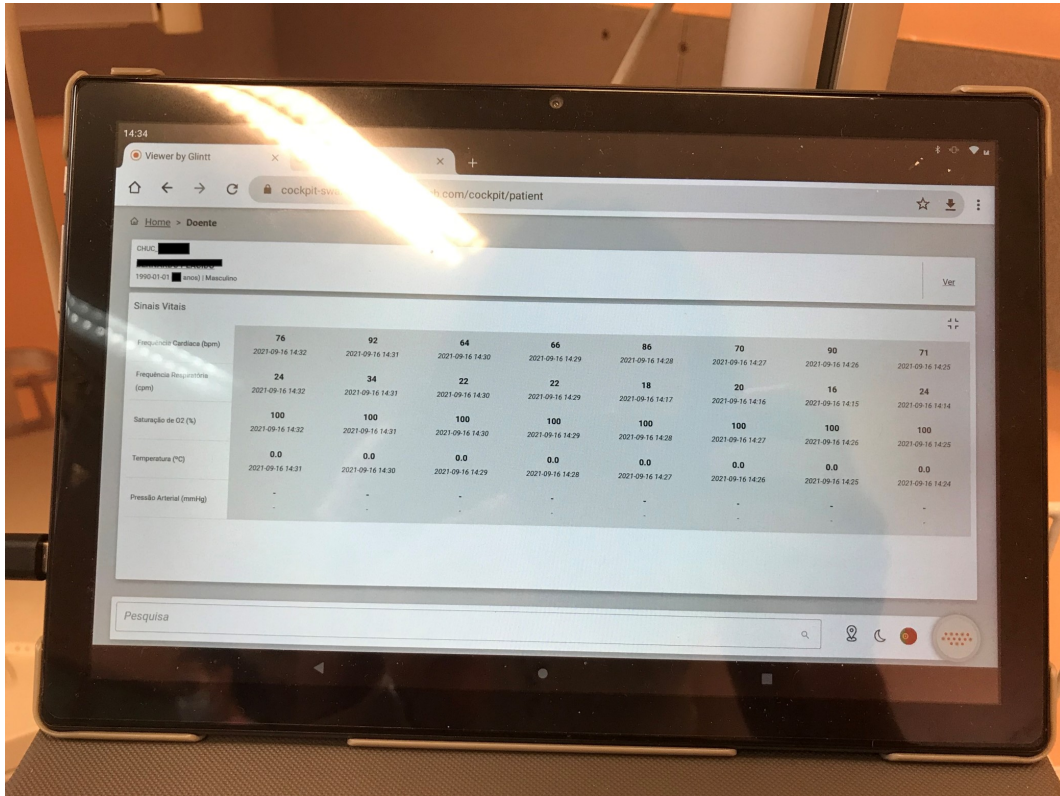 14:34
Viewer by Glintt
cockpit-sw b.com/cockpit/patient
Home > Doente
CHUC,
1990-01-01 anos) | Masculino
Ver
Sinais Vitais
Frequência Cardíaca (bpm) 76 92 64 66 86 70 90 71
2021-09-16 14:32 2021-09-16 14:31 2021-09-16 14:30 2021-09-16 14:29 2021-09-16 14:28 2021-09-16 14:27 2021-09-16 14:26 2021-09-16 14:25
Frequência Respiratória 24 34 22 22 18 20 16 24
(cpm) 2021-09-16 14:32 2021-09-16 14:31 2021-09-16 14:30 2021-09-16 14:29 2021-09-16 14:17 2021-09-16 14:16 2021-09-16 14:15 2021-09-16 14:14
Saturação de O2 (%) 100 100 100 100 100 100 100 100
2021-09-16 14:32 2021-09-16 14:31 2021-09-16 14:30 2021-09-16 14:29 2021-09-16 14:28 2021-09-16 14:27 2021-09-16 14:26 2021-09-16 14:25
Temperatura (ºC) 0.0 0.0 0.0 0.0 0.0 0.0 0.0 0.0
2021-09-16 14:31 2021-09-16 14:30 2021-09-16 14:29 2021-09-16 14:28 2021-09-16 14:27 2021-09-16 14:26 2021-09-16 14:25 2021-09-16 14:24
Pressão Arterial (mmHg) - - - - - - - -
- - - - - - - -
Pesquisa